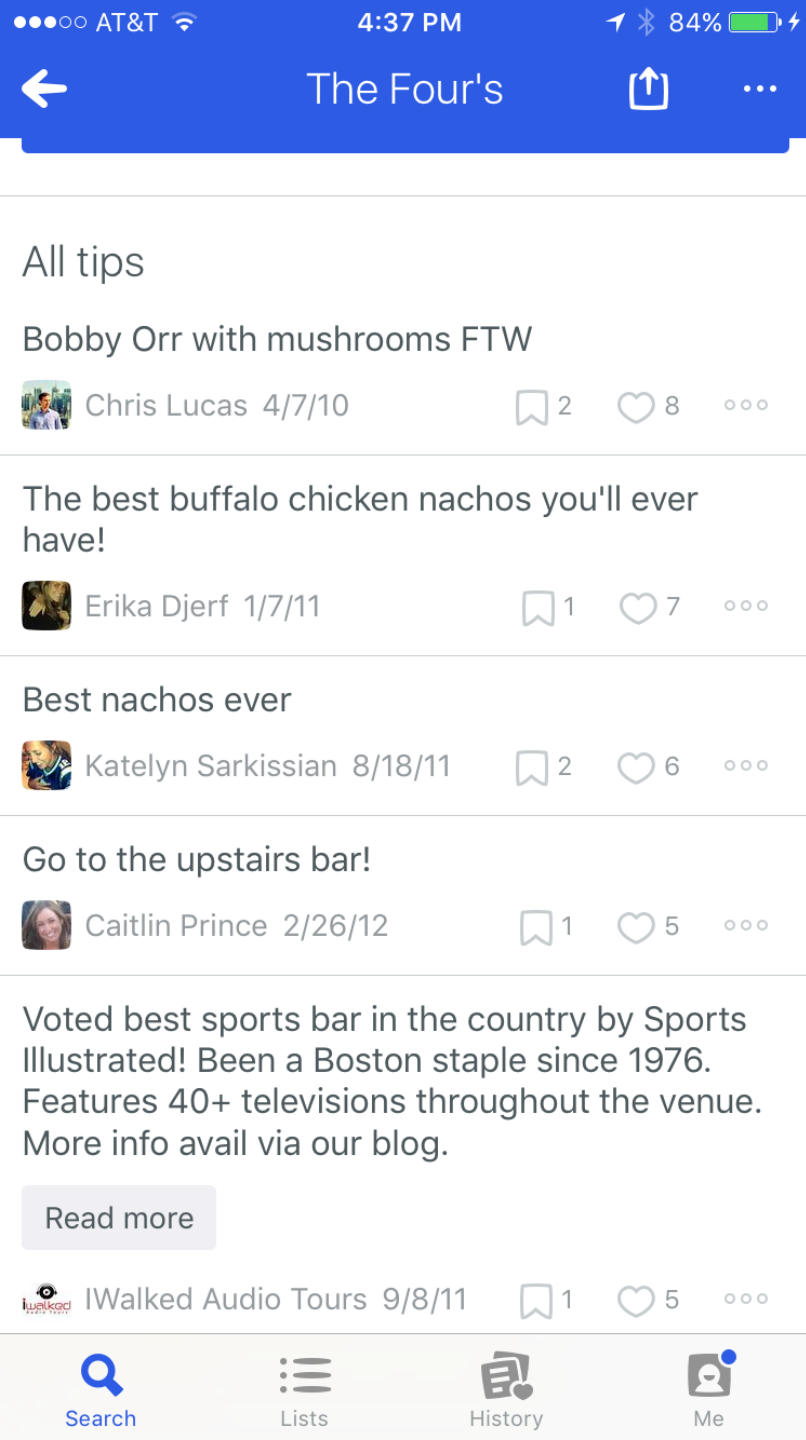 AT&T 4:37 PM 84%
The Four's
All tips
Bobby Orr with mushrooms FTW
Chris Lucas 4/7/10 2 8
The best buffalo chicken nachos you'll ever
have!
Erika Djerf 1/7/11 1 7
Best nachos ever
Katelyn Sarkissian 8/18/11 2 6
Go to the upstairs bar!
Caitlin Prince 2/26/12 1 5
Voted best sports bar in the country by Sports
Illustrated! Been a Boston staple since 1976.
Features 40+ televisions throughout the venue.
More info avail via our blog.
Read more
iwalked
Audio Tours
IWalked Audio Tours 9/8/11 1 5
Search Lists History Me